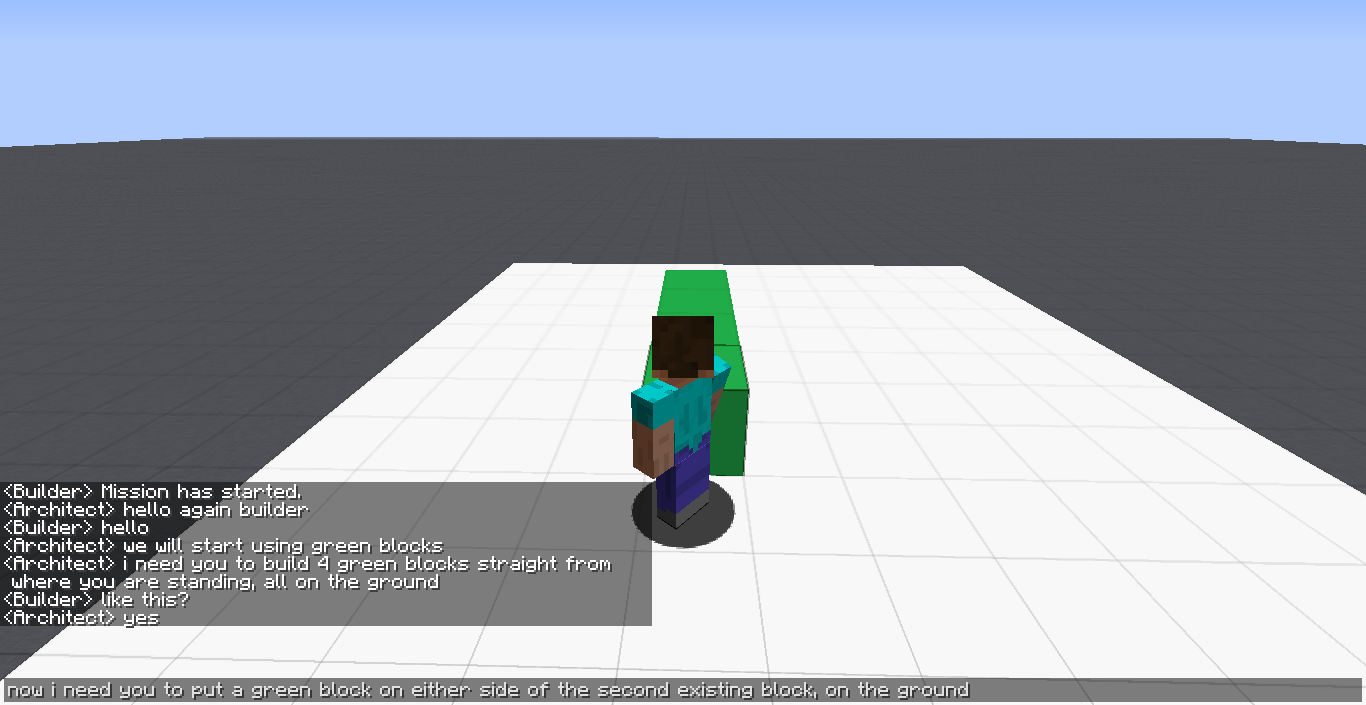 <Builder> Mission has started.
<Architect> hello again builder
<Builder> hello
<Architect> we will start using green blocks
<Architect> i need you to build 4 green blocks straight from
where you are standing, all on the ground
<Builder> like this?
<Architect> yes
now i need you to put a green block on either side of the second existing block, on the ground